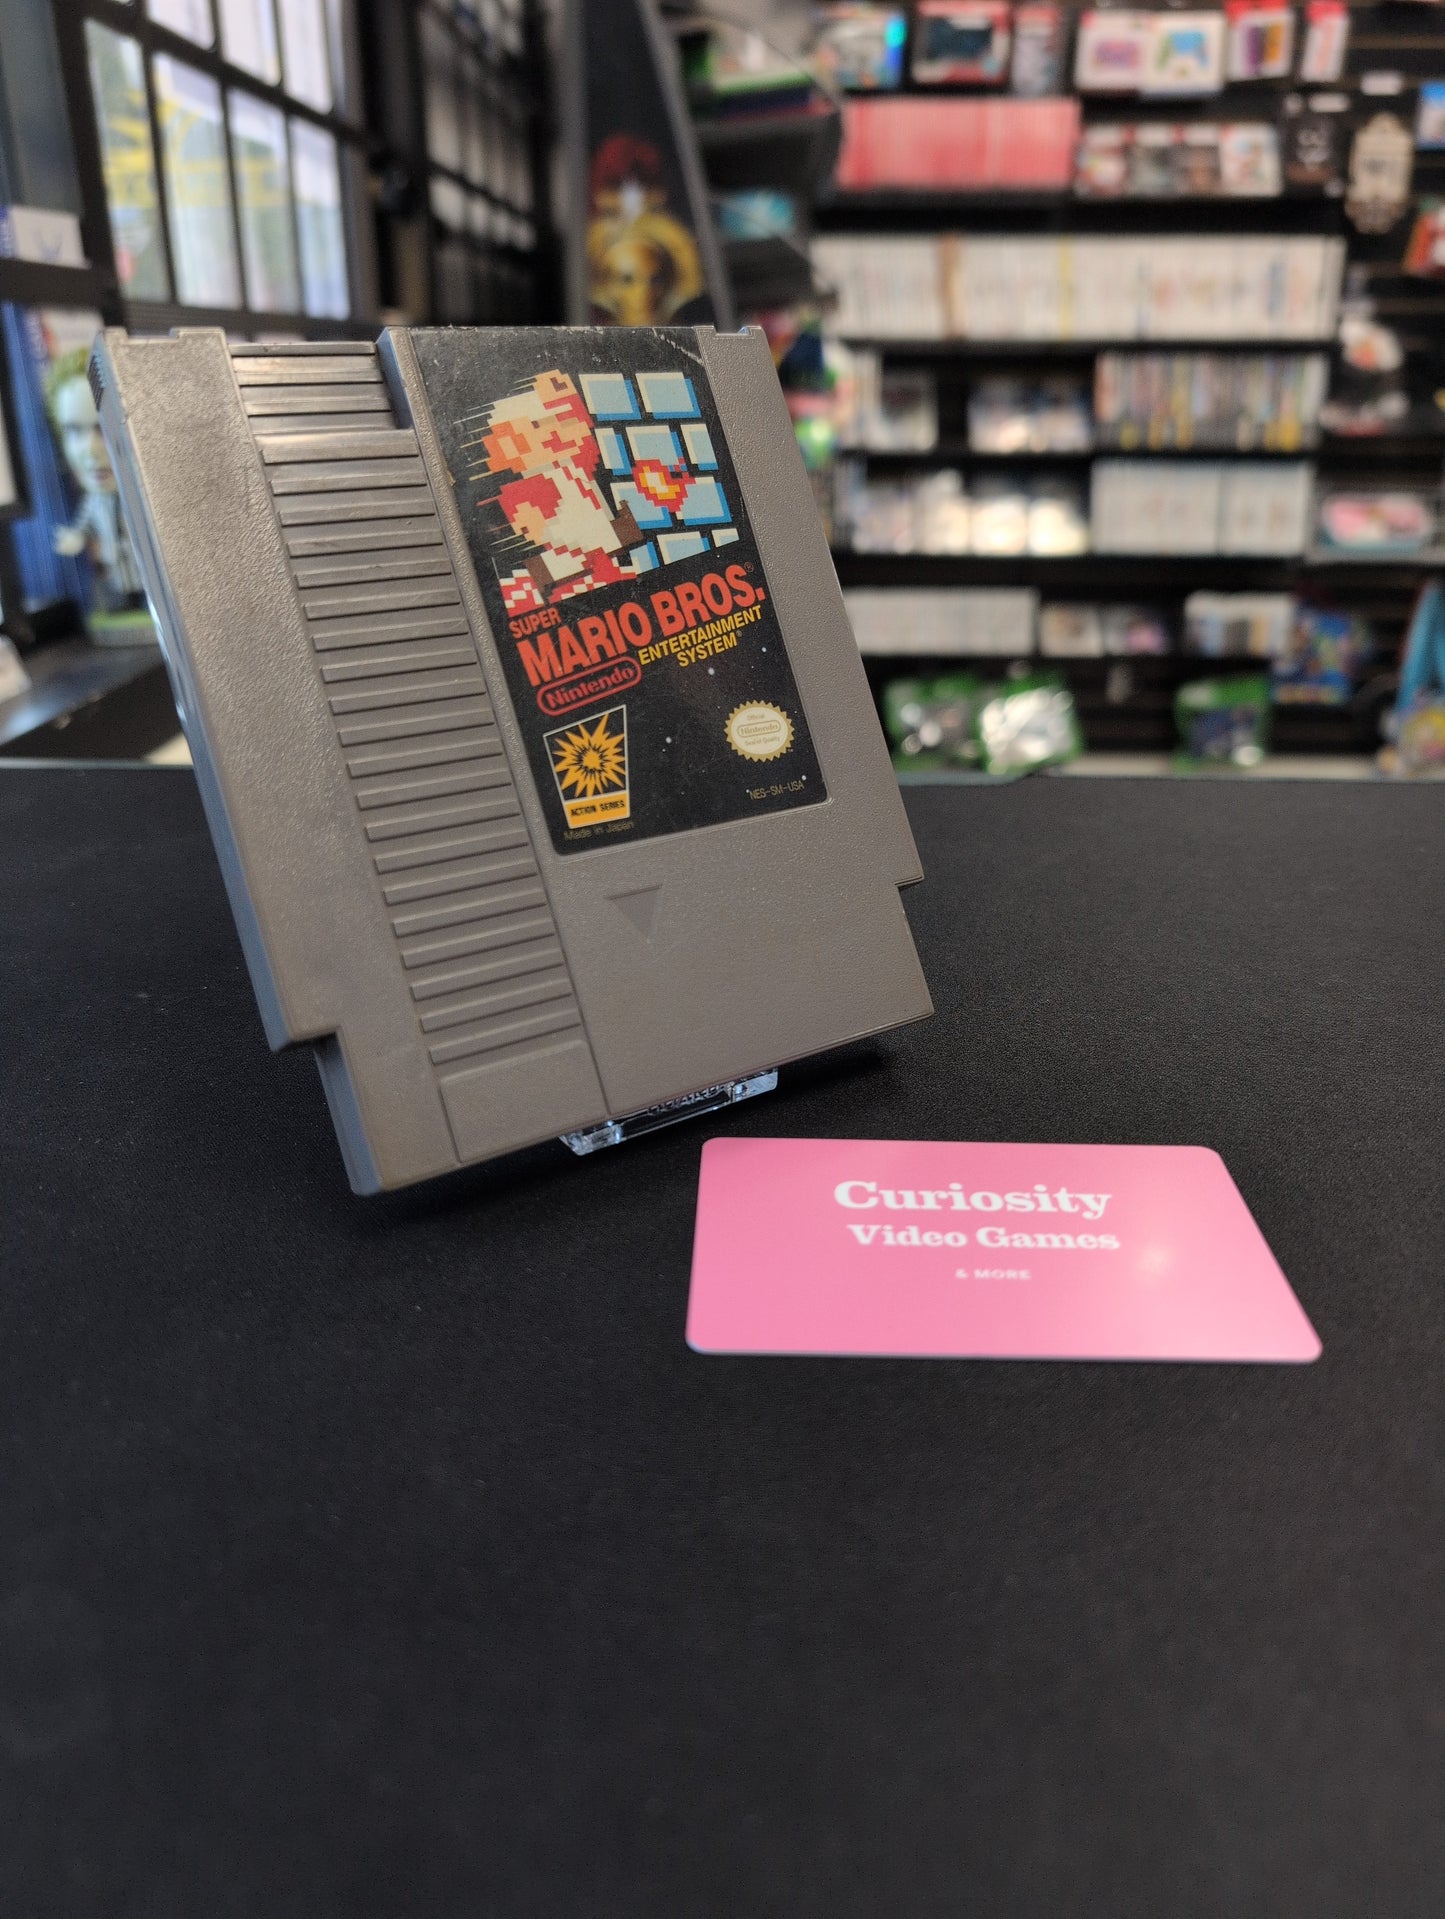 SUPER
MARIO BROS.®
ENTERTAINMENT
SYSTEM®
Nintendo
Official
Nintendo
Seal of Quality
ACTION SERIES
NES-SM-USA
Made in Japan
Curiosity
Video Games
& MORE